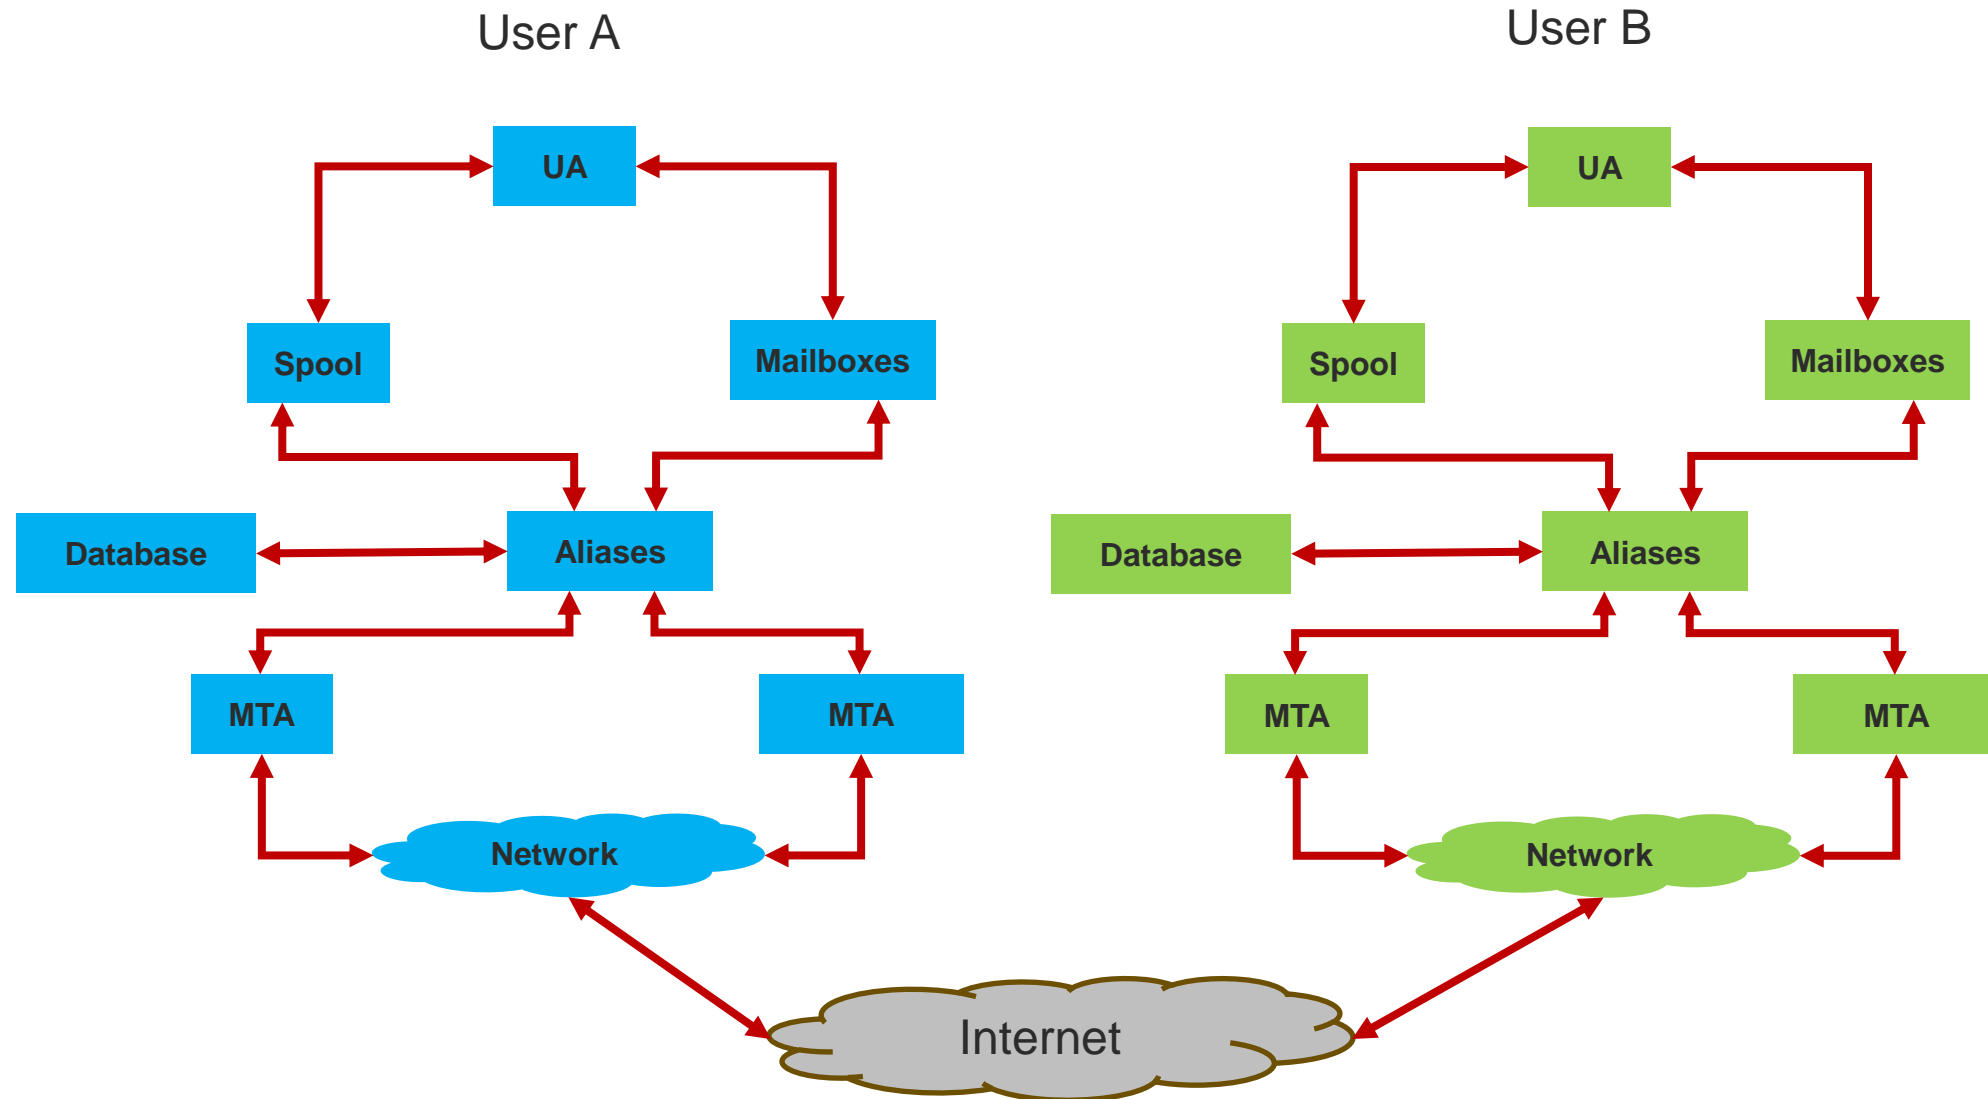 User A
User B
UA
UA
Spool
Mailboxes
Spool
Mailboxes
Database
Aliases
Database
Aliases
MTA
MTA
MTA
MTA
Network
Network
Internet